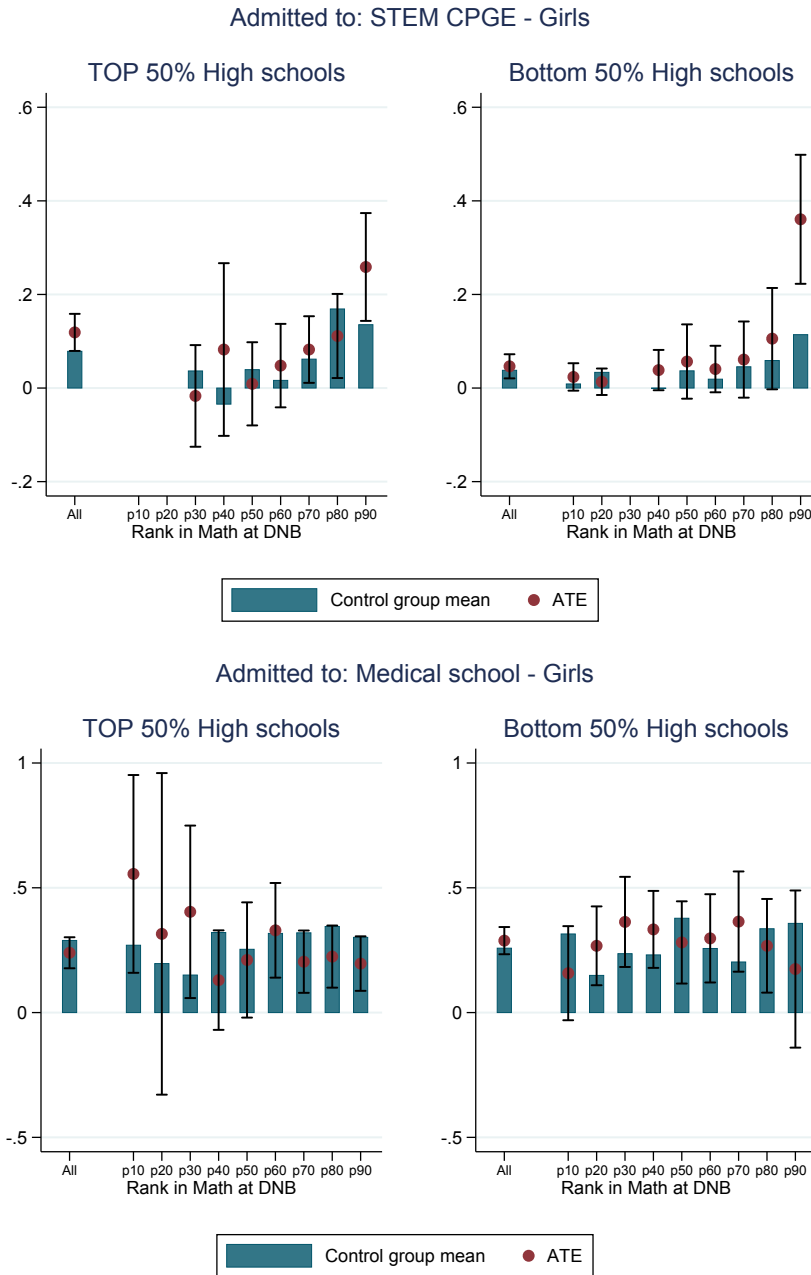 Admitted to: STEM CPGE - Girls
TOP 50% High schools
.6
.4
.2
0
-.2
All p10 p20 p30 p40 p50 p60 p70 p80 p90
Rank in Math at DNB
Bottom 50% High schools
.6
.4
.2
0
-.2
All p10 p20 p30 p40 p50 p60 p70 p80 p90
Rank in Math at DNB
Control group mean ATE
Admitted to: Medical school - Girls
TOP 50% High schools
1
.5
0
-.5
All p10 p20 p30 p40 p50 p60 p70 p80 p90
Rank in Math at DNB
Bottom 50% High schools
1
.5
0
-.5
All p10 p20 p30 p40 p50 p60 p70 p80 p90
Rank in Math at DNB
Control group mean ATE